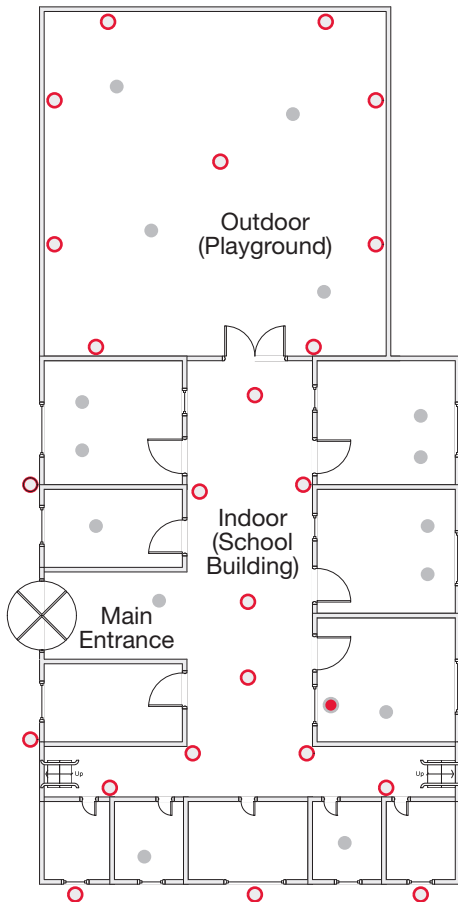 Outdoor
(Playground)
Indoor
(School
Building)
Main
Entrance
Up
Up